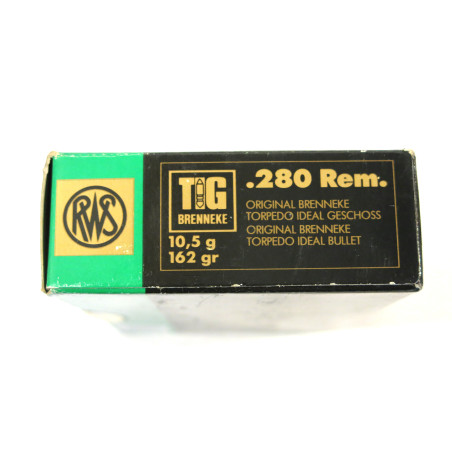 RWS
TIG
BRENNEKE
10,5 g
162 gr
.280 Rem.
ORIGINAL BRENNEKE
TORPEDO IDEAL GESCHOSS
ORIGINAL BRENNEKE
TORPEDO IDEAL BULLET